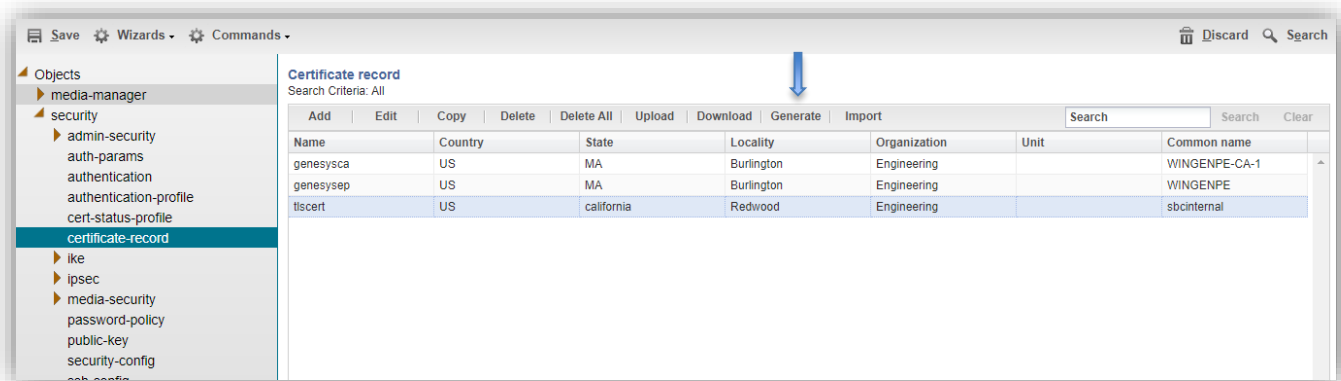 Save Wizards Commands Discard Search
Objects
media-manager
security
admin-security
auth-params
authentication
authentication-profile
cert-status-profile
certificate-record
ike
ipsec
media-security
password-policy
public-key
security-config
ssh-config
Certificate record
Search Criteria: All
Add Edit Copy Delete Delete All Upload Download Generate Import Search Search Clear
Name Country State Locality Organization Unit Common name
genesysca US MA Burlington Engineering WINGENPE-CA-1
genesysep US MA Burlington Engineering WINGENPE
tlscert US california Redwood Engineering sbcinternal